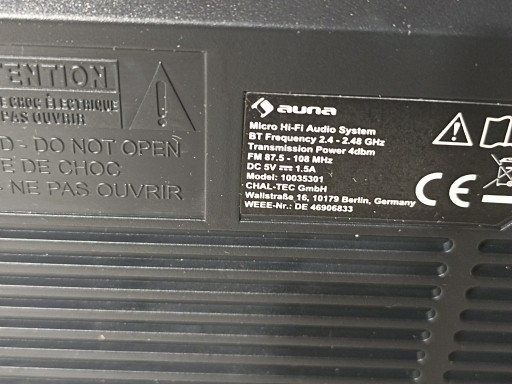 TENTION
E CHOC ÉLECTRIQUE
PAS OUVRIR
D - DO NOT OPEN
E DE CHOC
- NE PAS OUVRIR
auna
Micro Hi-Fi Audio System
BT Frequency 2.4 - 2.48 GHz
Transmission Power 4dbm
FM 87.5 - 108 MHz
DC 5V ⎓ 1.5A
Model: 10035301
CHAL-TEC GmbH
Wallstraße 16, 10179 Berlin, Germany
WEEE-Nr.: DE 46906833
CE